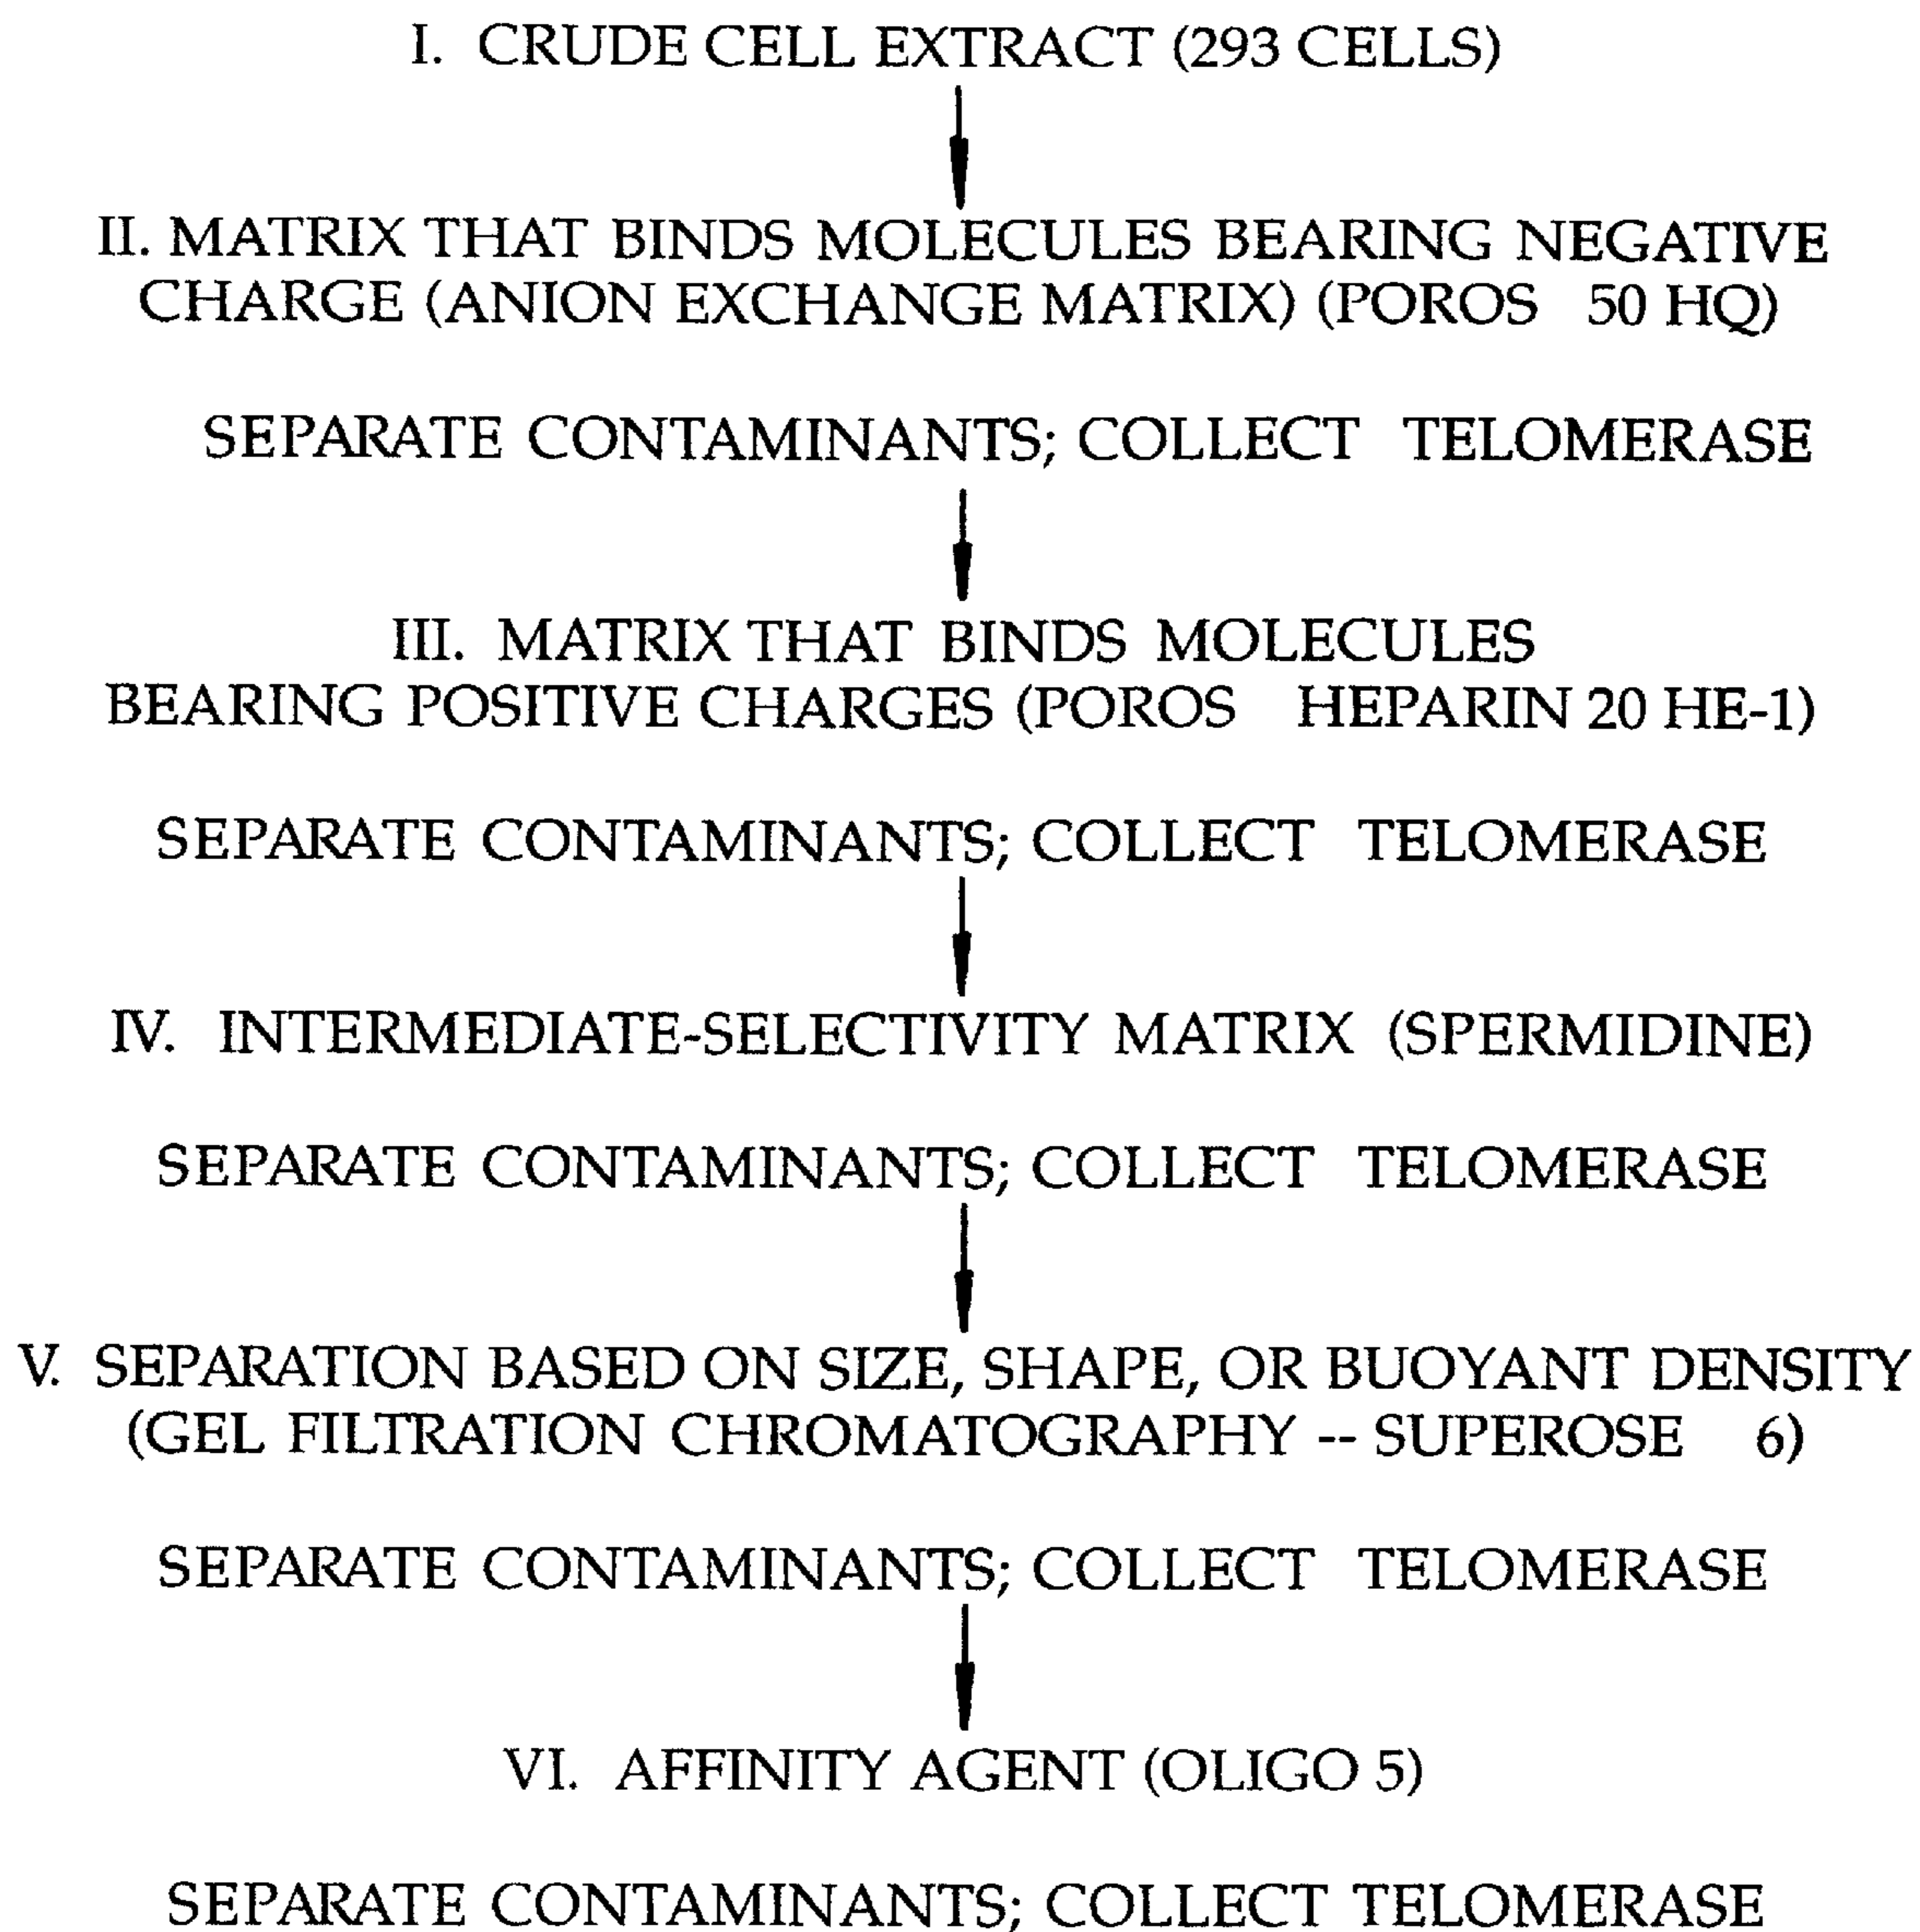 I. CRUDE CELL EXTRACT (293 CELLS)
II. MATRIX THAT BINDS MOLECULES BEARING NEGATIVE
CHARGE (ANION EXCHANGE MATRIX) (POROS 50 HQ)
SEPARATE CONTAMINANTS; COLLECT TELOMERASE
III. MATRIX THAT BINDS MOLECULES
BEARING POSITIVE CHARGES (POROS HEPARIN 20 HE-1)
SEPARATE CONTAMINANTS; COLLECT TELOMERASE
IV. INTERMEDIATE-SELECTIVITY MATRIX (SPERMIDINE)
SEPARATE CONTAMINANTS; COLLECT TELOMERASE
V. SEPARATION BASED ON SIZE, SHAPE, OR BUOYANT DENSITY
(GEL FILTRATION CHROMATOGRAPHY -- SUPEROSE 6)
SEPARATE CONTAMINANTS; COLLECT TELOMERASE
VI. AFFINITY AGENT (OLIGO 5)
SEPARATE CONTAMINANTS; COLLECT TELOMERASE